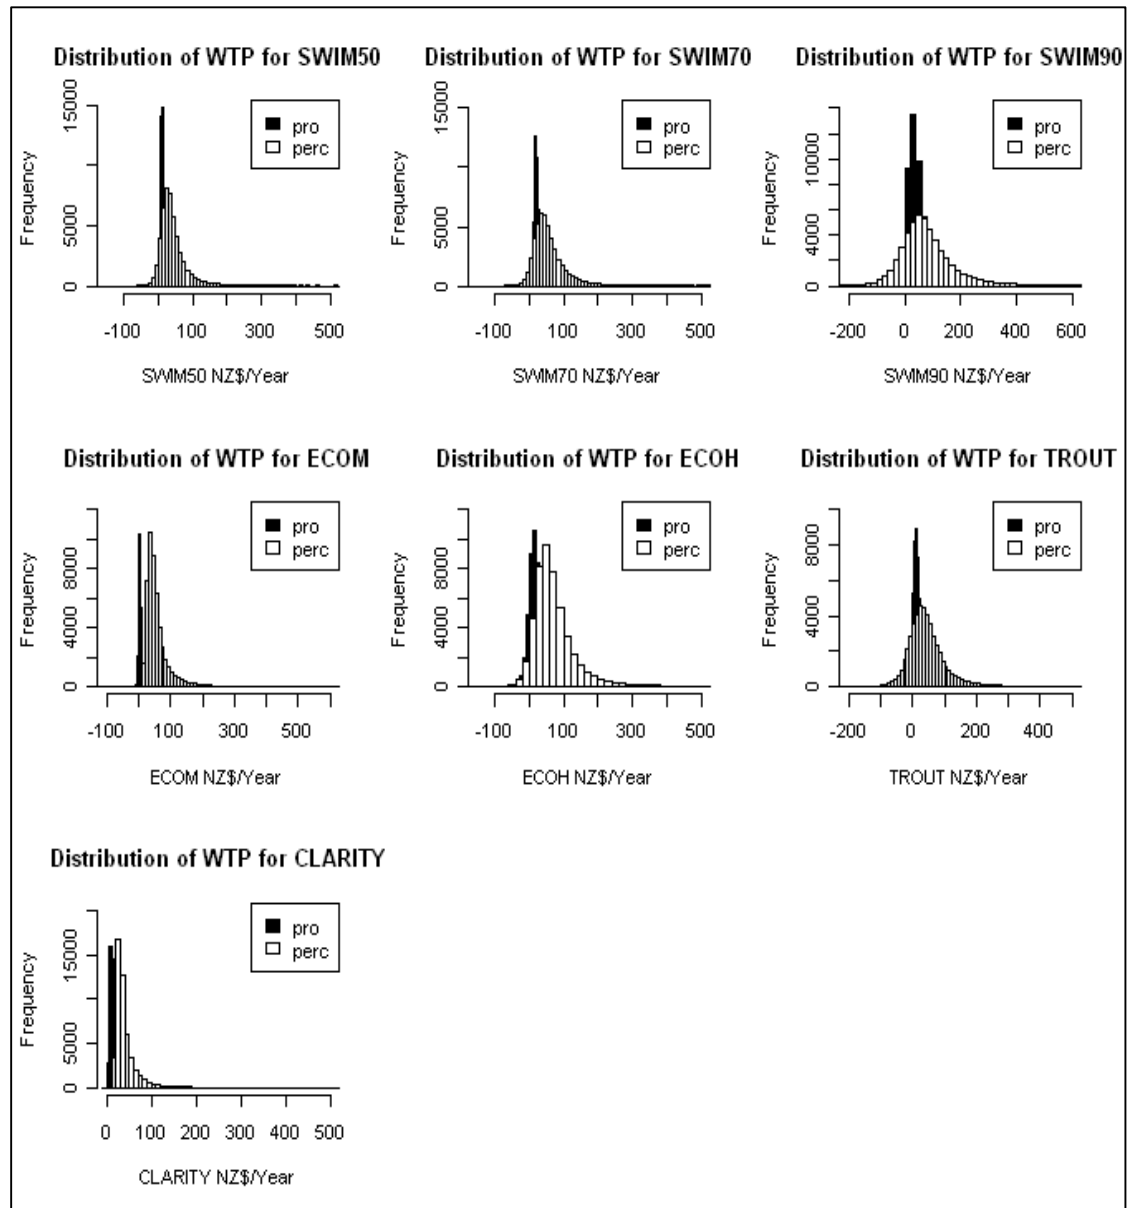 Distribution of WTP for SWIM50
Frequency
0 5000 15000
pro
perc
-100 100 300 500
SWIM50 NZ$/Year
Distribution of WTP for SWIM70
Frequency
0 5000 15000
pro
perc
-100 100 300 500
SWIM70 NZ$/Year
Distribution of WTP for SWIM90
Frequency
0 4000 10000
pro
perc
-200 0 200 400 600
SWIM90 NZ$/Year
Distribution of WTP for ECOM
Frequency
0 4000 8000
pro
perc
-100 100 300 500
ECOM NZ$/Year
Distribution of WTP for ECOH
Frequency
0 4000 8000
pro
perc
-100 100 300 500
ECOH NZ$/Year
Distribution of WTP for TROUT
Frequency
0 4000 8000
pro
perc
-200 0 200 400
TROUT NZ$/Year
Distribution of WTP for CLARITY
Frequency
0 5000 15000
pro
perc
0 100 200 300 400 500
CLARITY NZ$/Year